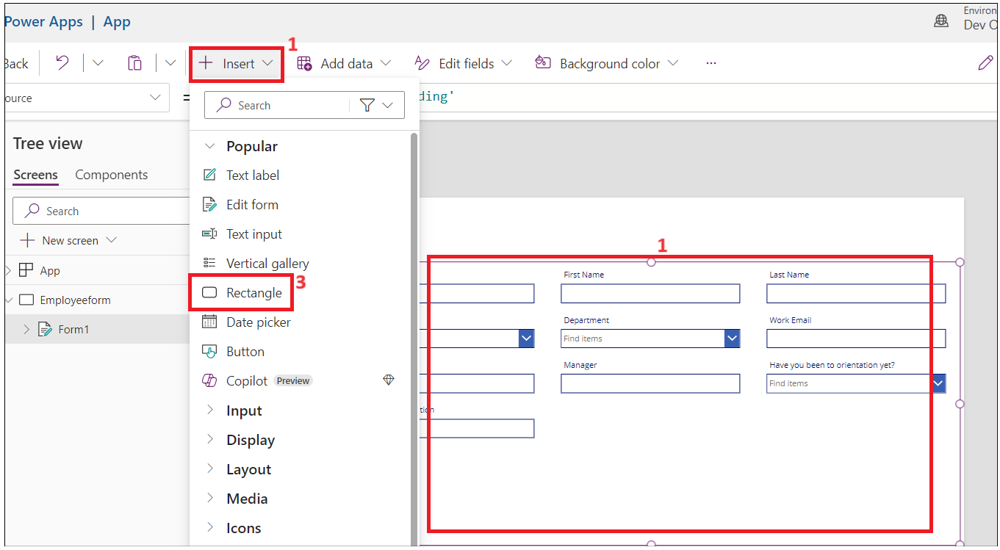 Power Apps | App
Environ
Dev O
Back
Insert
1
Add data
Edit fields
Background color
...
ource
=
ding'
Search
Tree view
Screens
Components
Search
New screen
App
Employeeform
Form1
Popular
Text label
Edit form
Text input
Vertical gallery
Rectangle
3
Date picker
Button
Copilot Preview
Input
Display
Layout
Media
Icons
1
First Name
Last Name
Department
Work Email
Find items
Manager
Have you been to orientation yet?
Find items
tion